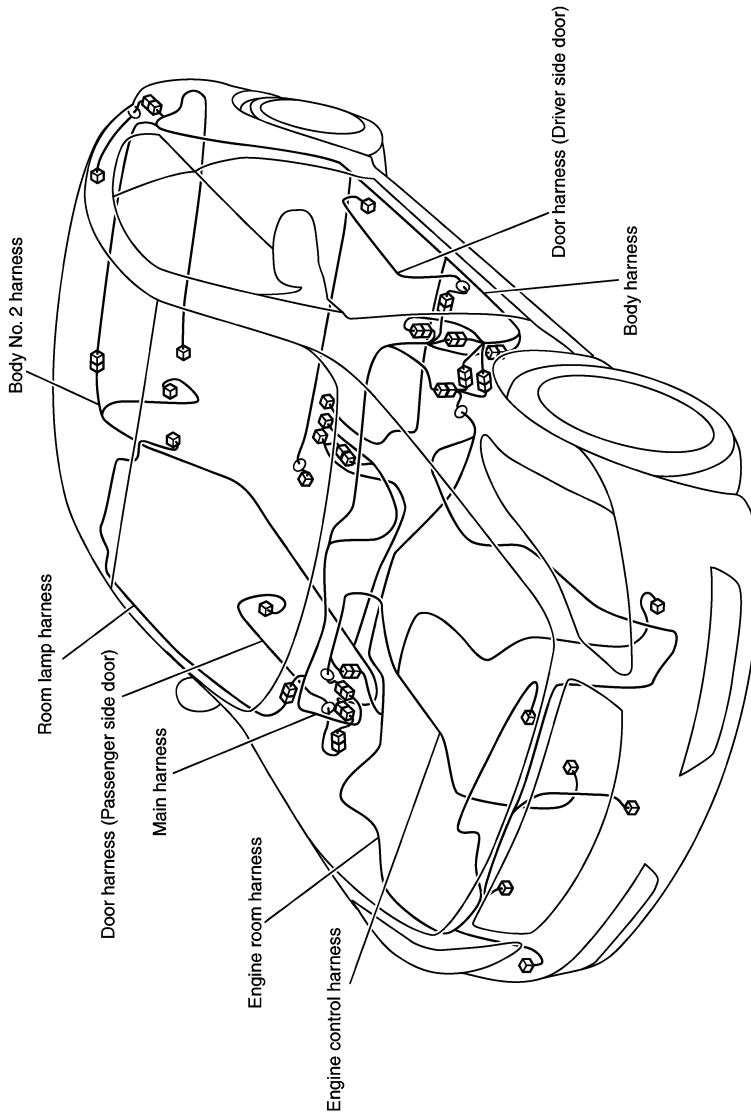 Body No. 2 harness
Room lamp harness
Door harness (Passenger side door)
Main harness
Engine room harness
Engine control harness
Door harness (Driver side door)
Body harness